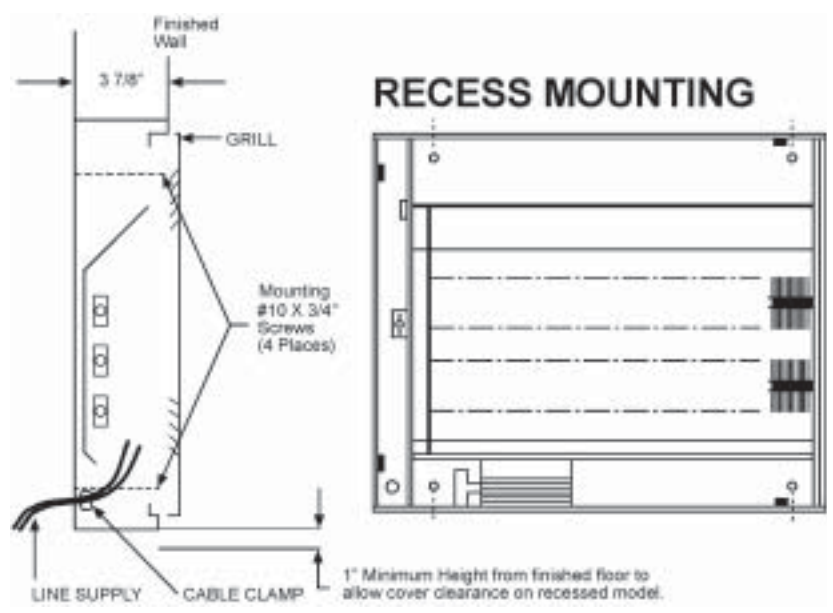 Finished
Wall
3 7/8"
RECESS MOUNTING
GRILL
Mounting
#10 X 3/4"
Screws
(4 Places)
LINE SUPPLY
CABLE CLAMP
1" Minimum Height from finished floor to
allow cover clearance on recessed model.